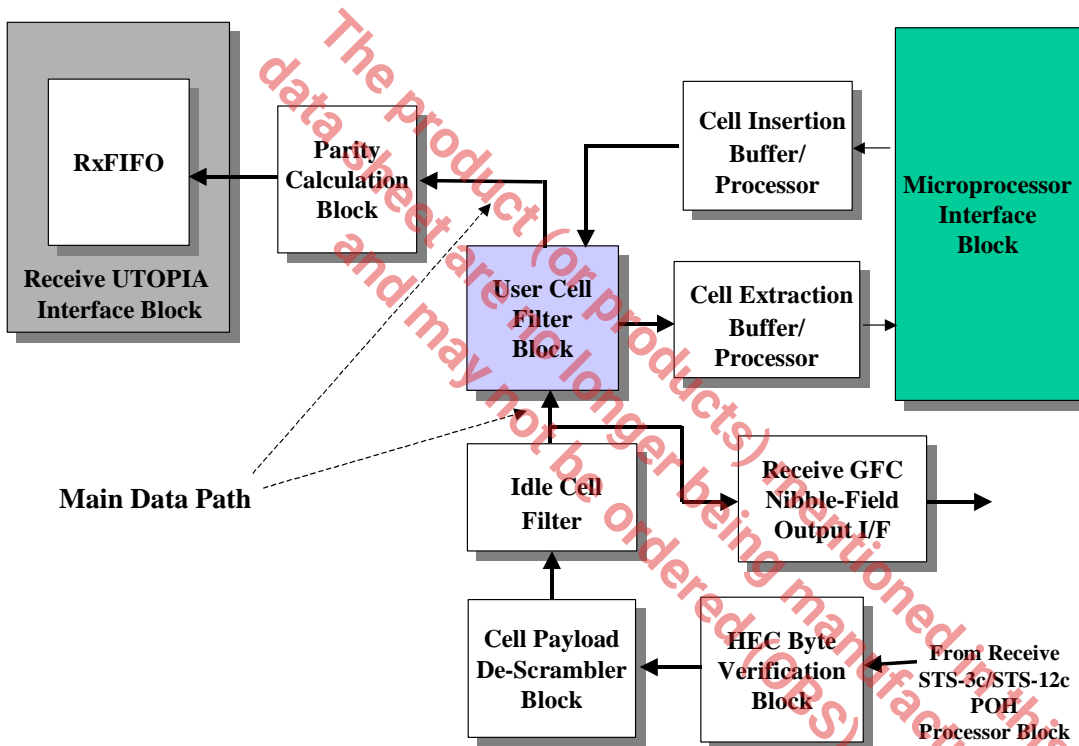 RxFIFO
Receive UTOPIA
Interface Block
Parity
Calculation
Block
Cell Insertion
Buffer/
Processor
Microprocessor
Interface
Block
User Cell
Filter
Block
Cell Extraction
Buffer/
Processor
Main Data Path
Idle Cell
Filter
Receive GFC
Nibble-Field
Output I/F
Cell Payload
De-Scrambler
Block
HEC Byte
Verification
Block
From Receive
STS-3c/STS-12c
POH
Processor Block
The product (or products) mentioned in this
data sheet are no longer being manufact
and may not be ordered (OBS)